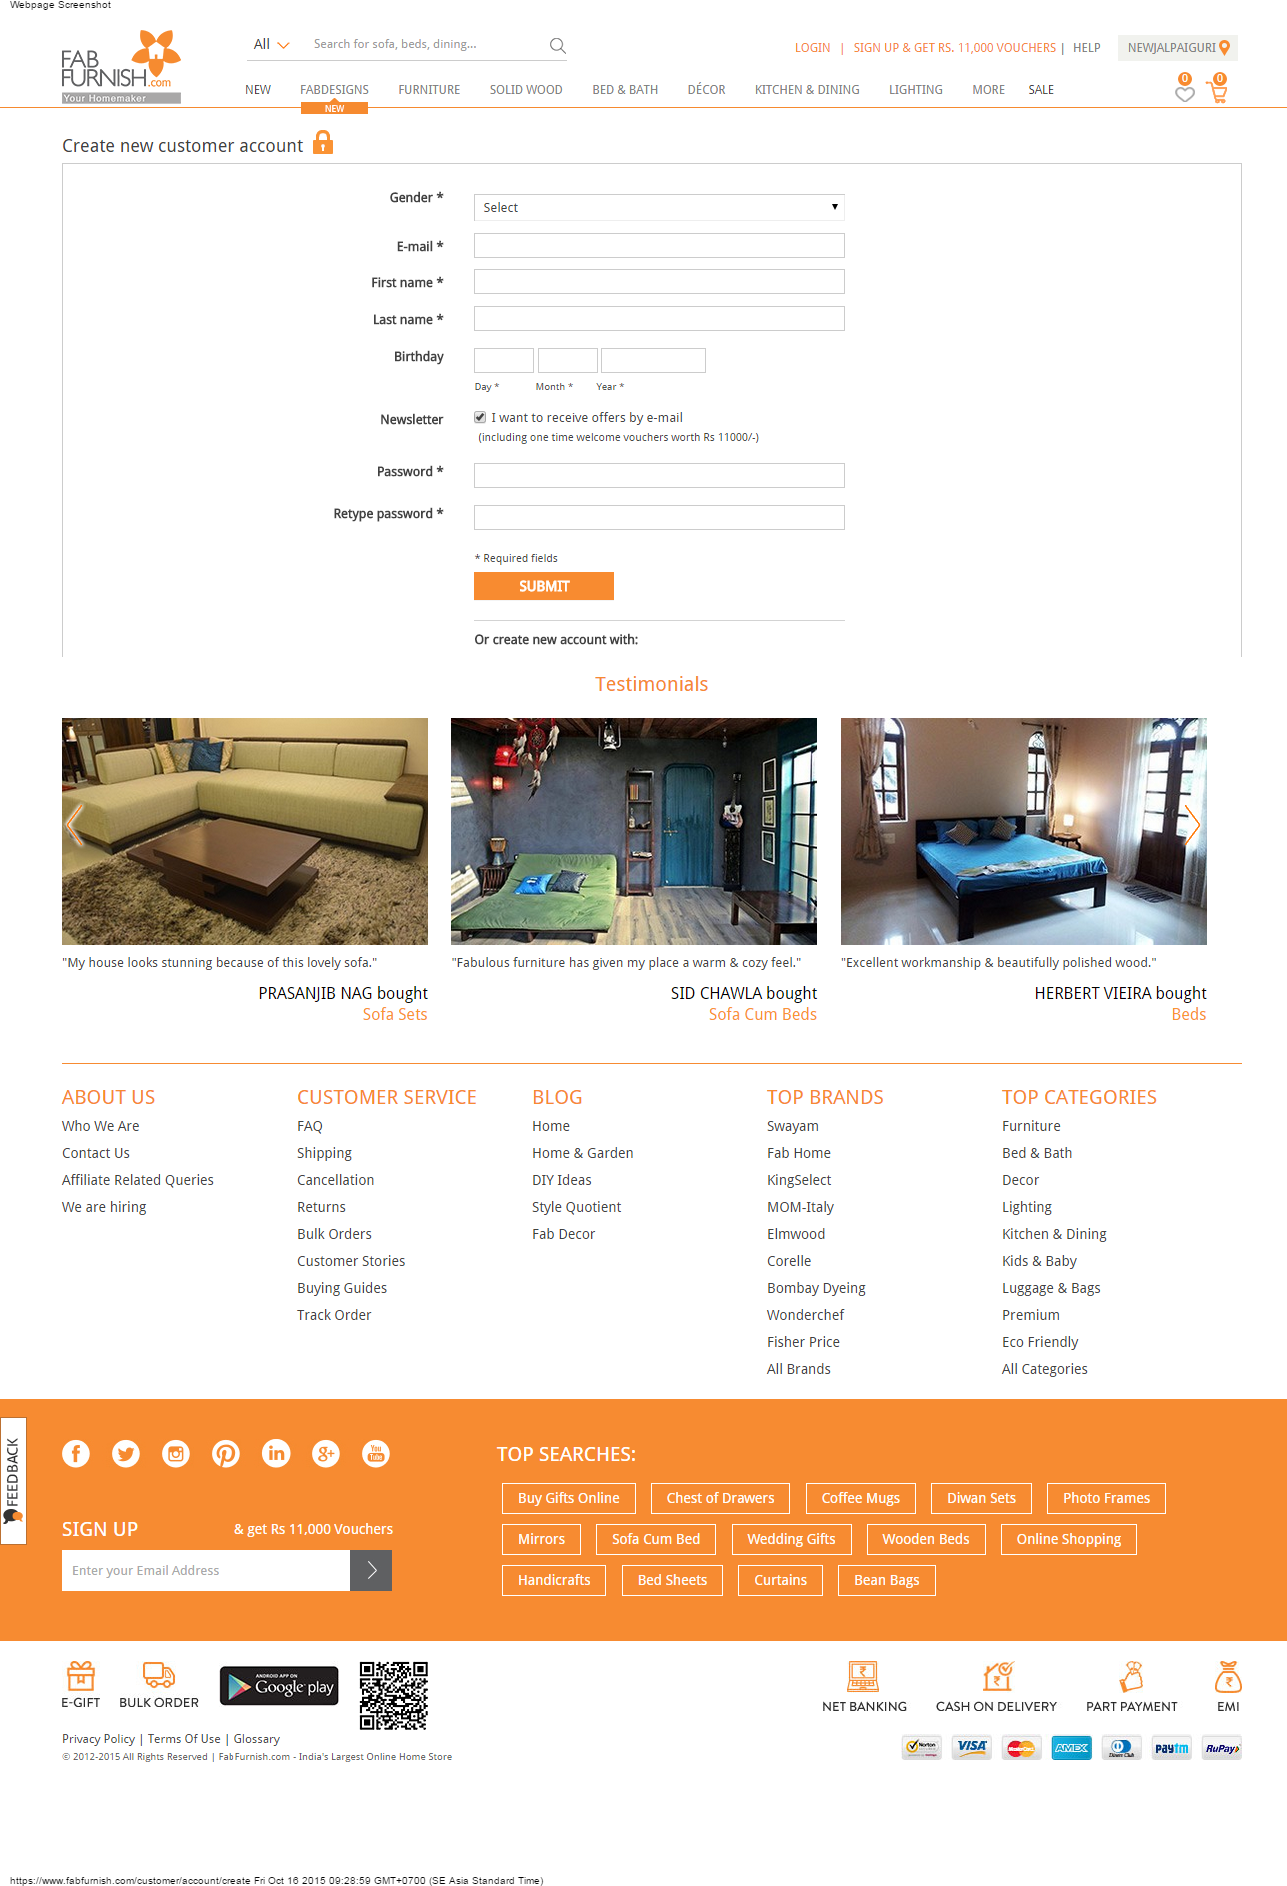 Webpage Screenshot
FAB
FURNISH.com
Your Homemaker
All
Search for sofa, beds, dining...
LOGIN | SIGN UP & GET RS. 11,000 VOUCHERS | HELP
NEWJALPAIGURI
NEW FABDESIGNS FURNITURE SOLID WOOD BED & BATH DÉCOR KITCHEN & DINING LIGHTING MORE SALE
0 0
NEW
Create new customer account
Gender *
Select
E-mail *
First name *
Last name *
Birthday
Day * Month * Year *
Newsletter
I want to receive offers by e-mail
(including one time welcome vouchers worth Rs 11000/-)
Password *
Retype password *
* Required fields
SUBMIT
Or create new account with:
Testimonials
"My house looks stunning because of this lovely sofa."
PRASANJIB NAG bought
Sofa Sets
"Fabulous furniture has given my place a warm & cozy feel."
SID CHAWLA bought
Sofa Cum Beds
"Excellent workmanship & beautifully polished wood."
HERBERT VIEIRA bought
Beds
ABOUT US
Who We Are
Contact Us
Affiliate Related Queries
We are hiring
CUSTOMER SERVICE
FAQ
Shipping
Cancellation
Returns
Bulk Orders
Customer Stories
Buying Guides
Track Order
BLOG
Home
Home & Garden
DIY Ideas
Style Quotient
Fab Decor
TOP BRANDS
Swayam
Fab Home
KingSelect
MOM-Italy
Elmwood
Corelle
Bombay Dyeing
Wonderchef
Fisher Price
All Brands
TOP CATEGORIES
Furniture
Bed & Bath
Decor
Lighting
Kitchen & Dining
Kids & Baby
Luggage & Bags
Premium
Eco Friendly
All Categories
FEEDBACK
You Tube
SIGN UP
& get Rs 11,000 Vouchers
Enter your Email Address
TOP SEARCHES:
Buy Gifts Online Chest of Drawers Coffee Mugs Diwan Sets Photo Frames
Mirrors Sofa Cum Bed Wedding Gifts Wooden Beds Online Shopping
Handicrafts Bed Sheets Curtains Bean Bags
E-GIFT
BULK ORDER
ANDROID APP ON
Google play
NET BANKING
CASH ON DELIVERY
PART PAYMENT
EMI
Privacy Policy | Terms Of Use | Glossary
© 2012-2015 All Rights Reserved | FabFurnish.com - India's Largest Online Home Store
Norton
VISA
MasterCard
AMEX
Diners Club
paytm
RuPay
https://www.fabfurnish.com/customer/account/create Fri Oct 16 2015 09:28:59 GMT+0700 (SE Asia Standard Time)